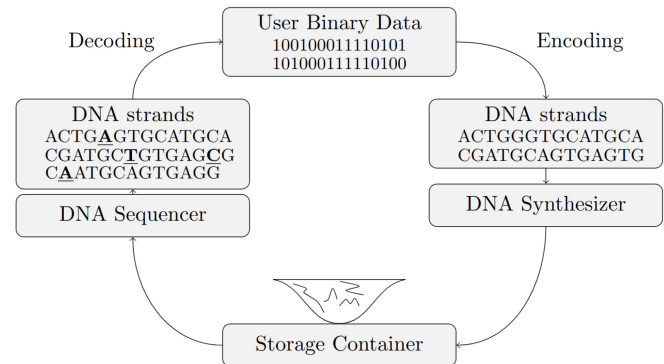 User Binary Data
100100011110101
101000111110100
Decoding
Encoding
DNA strands
ACTGAGTGCATGCA
CGATGCTGTGAGCG
CAATGCAGTGAGG
DNA Sequencer
DNA strands
ACTGGGTGCATGCA
CGATGCAGTGAGTG
DNA Synthesizer
Storage Container